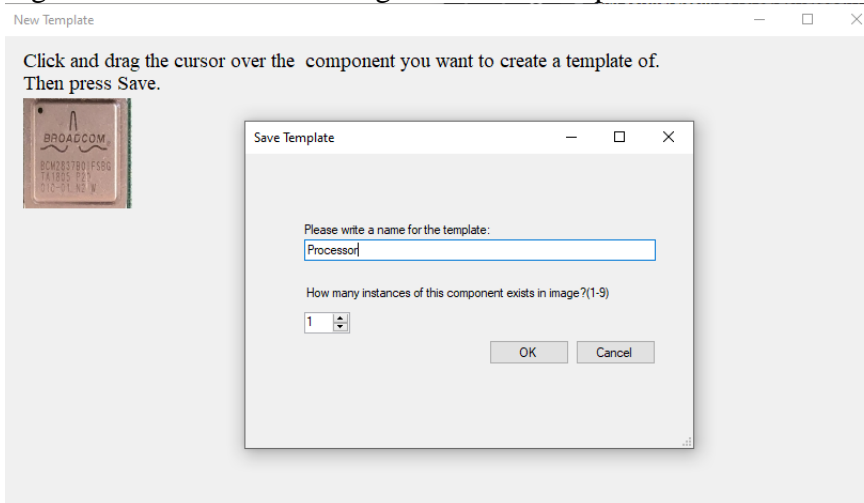 New Template
Click and drag the cursor over the component you want to create a template of.
Then press Save.
BROADCOM
Save Template
Please write a name for the template:
Processor
How many instances of this component exists in image?(1-9)
1
OK
Cancel